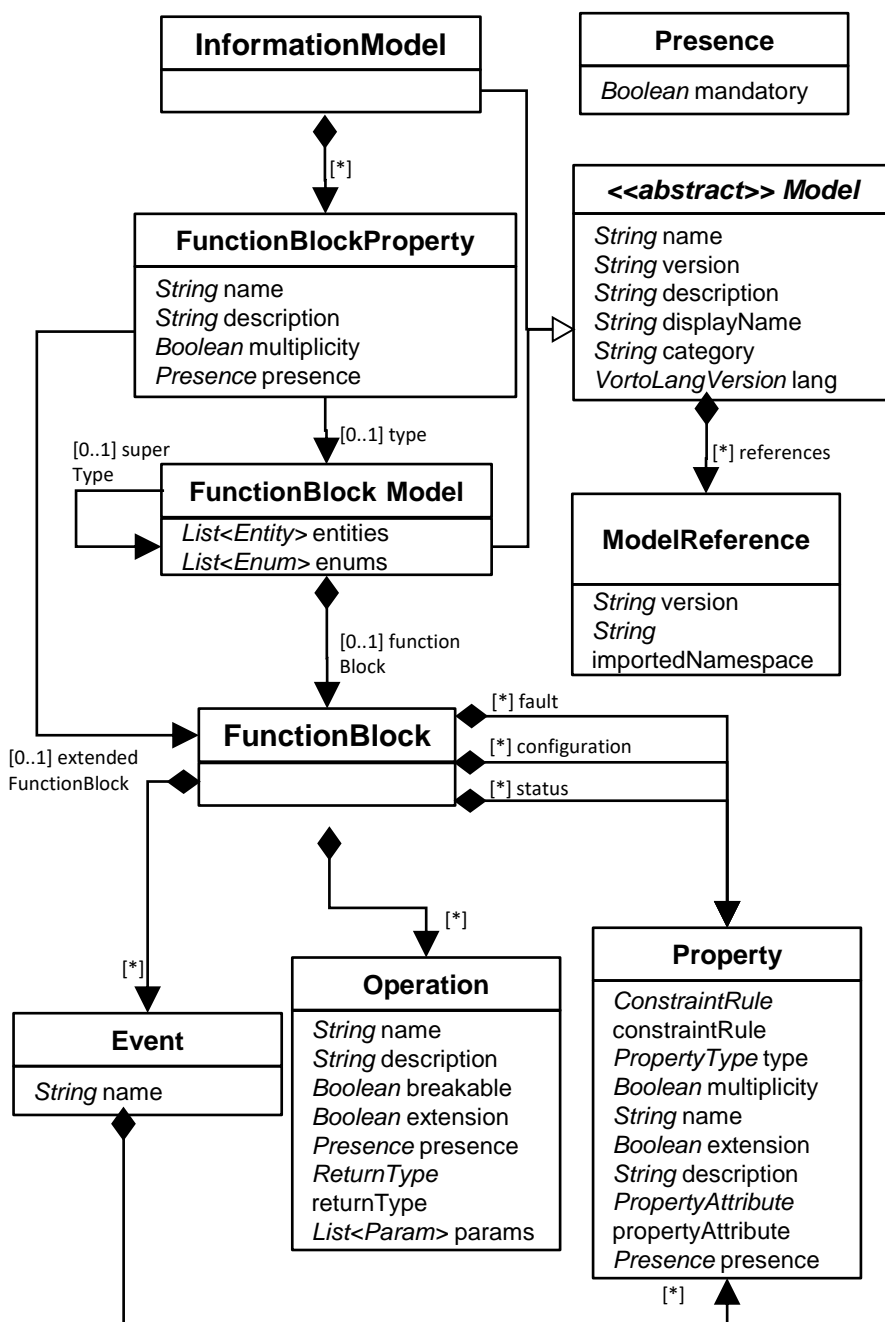 InformationModel
Presence
Boolean mandatory
[*]
<<abstract>> Model
String name
String version
String description
String displayName
String category
VortoLangVersion lang
FunctionBlockProperty
String name
String description
Boolean multiplicity
Presence presence
[0..1] type
[0..1] super
Type
[*] references
FunctionBlock Model
List<Entity> entities
List<Enum> enums
ModelReference
String version
String
importedNamespace
[0..1] function
Block
[*] fault
FunctionBlock
[*] configuration
[0..1] extended
FunctionBlock
[*] status
[*]
[*]
Property
ConstraintRule
constraintRule
PropertyType type
Boolean multiplicity
String name
Boolean extension
String description
PropertyAttribute
propertyAttribute
Presence presence
Operation
String name
String description
Boolean breakable
Boolean extension
Presence presence
ReturnType
returnType
List<Param> params
Event
String name
[*]